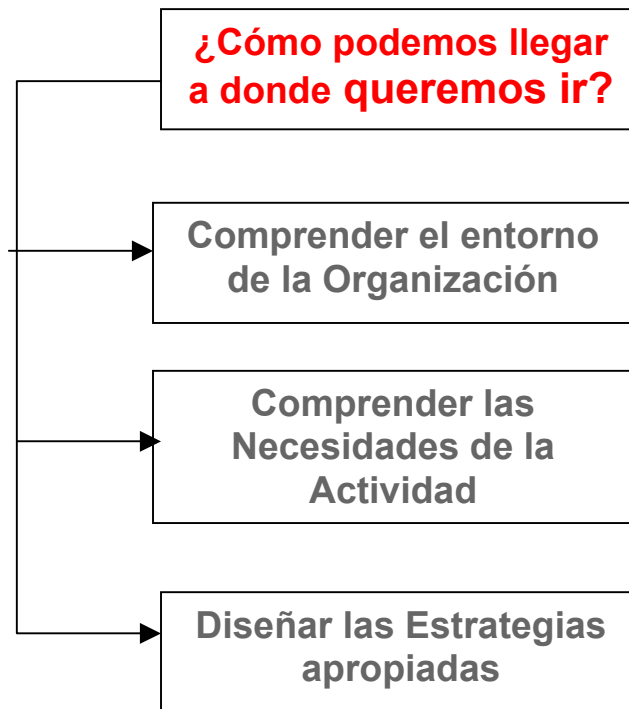 ¿Cómo podemos llegar
a donde queremos ir?
Comprender el entorno
de la Organización
Comprender las
Necesidades de la
Actividad
Diseñar las Estrategias
apropiadas